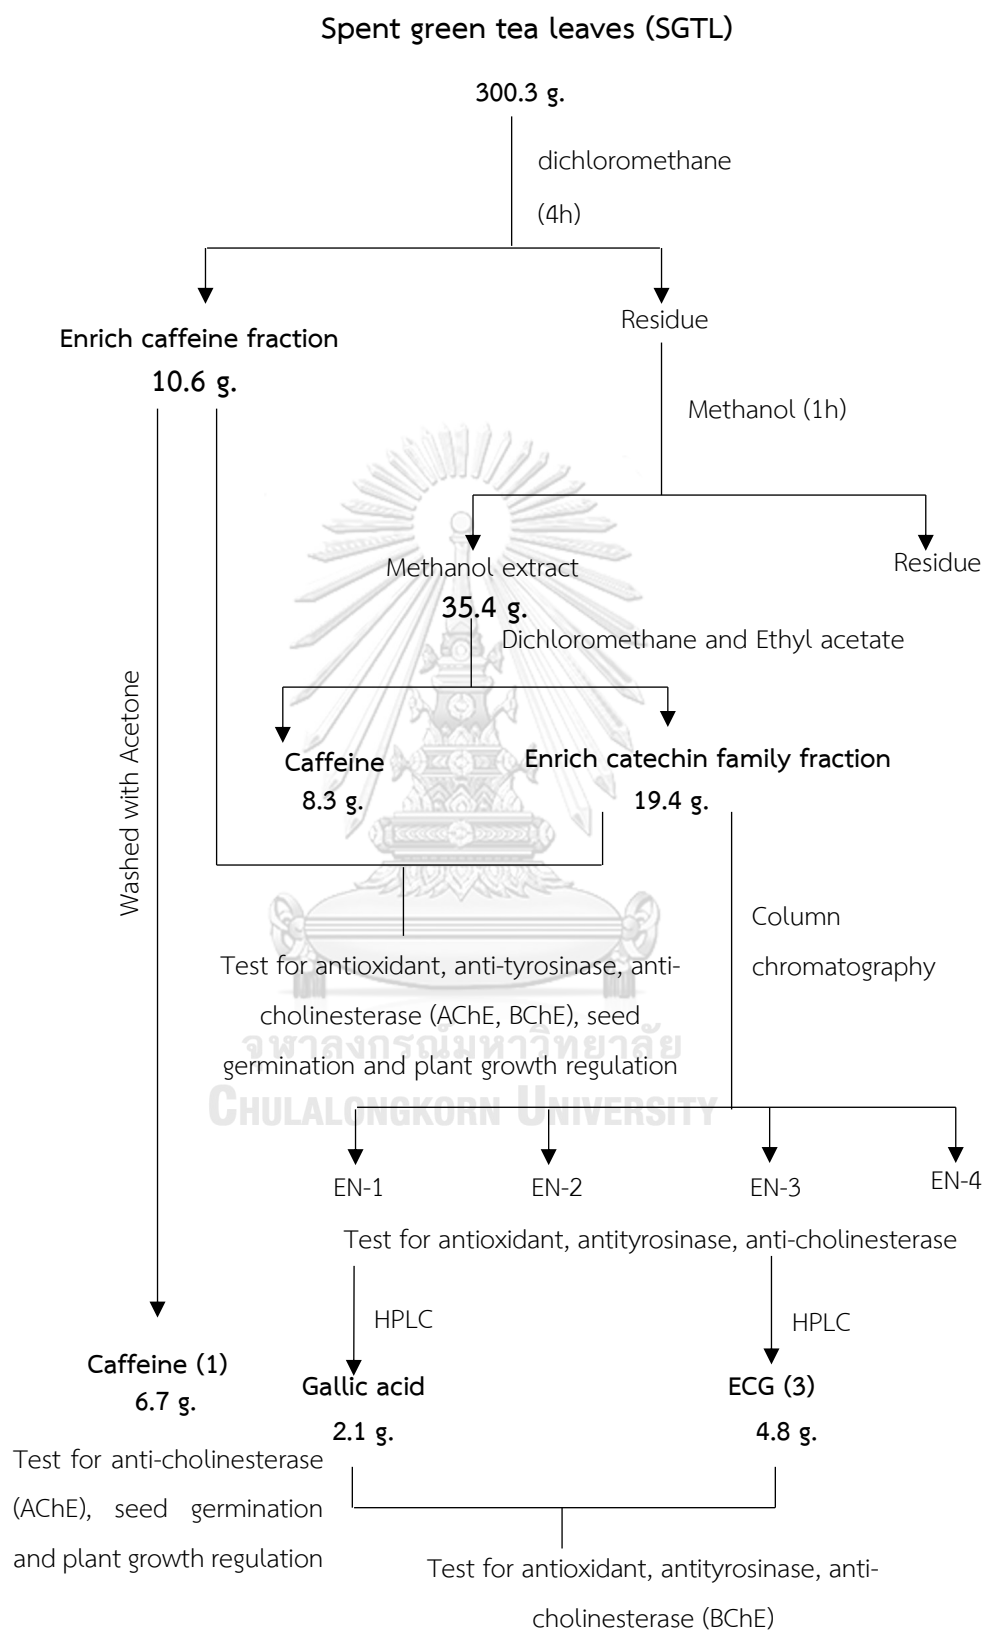 Spent green tea leaves (SGTL)
300.3 g.
dichloromethane
(4h)
Enrich caffeine fraction
10.6 g.
Residue
Methanol (1h)
Methanol extract
35.4 g.
Residue
Dichloromethane and Ethyl acetate
Washed with Acetone
Caffeine
8.3 g.
Enrich catechin family fraction
19.4 g.
Column
chromatography
Test for antioxidant, anti-tyrosinase, anti-
cholinesterase (AChE, BChE), seed
germination and plant growth regulation
จุฬาลงกรณ์มหาวิทยาลัย
CHULALONGKORN UNIVERSITY
EN-1
EN-2
EN-3
EN-4
Test for antioxidant, antityrosinase, anti-cholinesterase
HPLC
HPLC
Caffeine (1)
6.7 g.
Gallic acid
2.1 g.
ECG (3)
4.8 g.
Test for anti-cholinesterase
(AChE), seed germination
and plant growth regulation
Test for antioxidant, antityrosinase, anti-
cholinesterase (BChE)